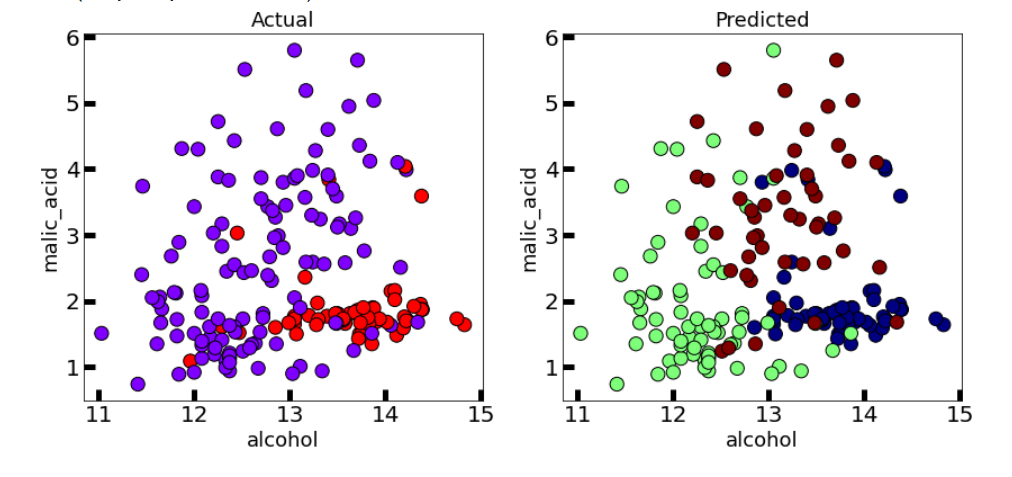 Actual Predicted
6 6
5 5
4 4
3 3
2 2
1 1
malic_acid malic_acid
11 12 13 14 15 11 12 13 14 15
alcohol alcohol